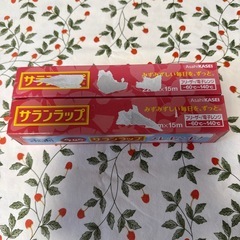 AsahiKASEI
サランラップ
みずみずしい毎日を、ずっと。
22cm×15m
フリーザー電子レンジ
-60℃~140℃
AsahiKASEI
サランラップ
みずみずしい毎日を、ずっと。
m×15m
フリーザー電子レンジ
-60℃~140℃